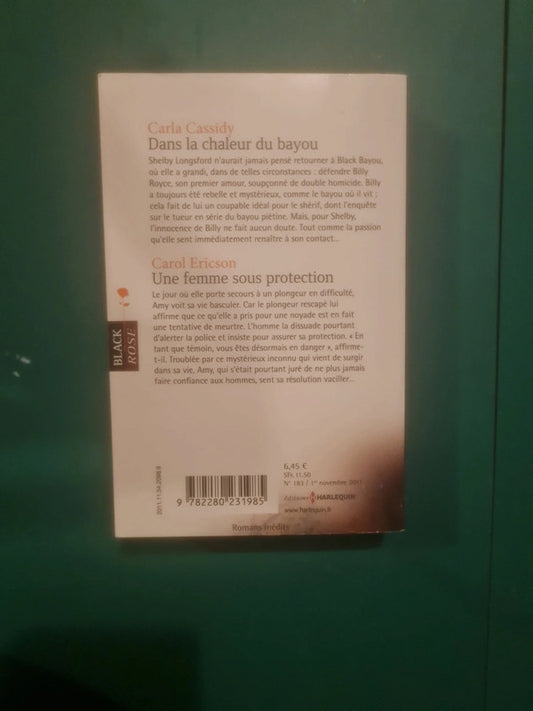 Carla Cassidy
Dans la chaleur du bayou
Shelby Longsford n'aurait jamais pensé retourner à Black Bayou,
où elle a grandi, dans de telles circonstances : défendre Billy
Royce, son premier amour, soupçonné de double homicide. Billy
a toujours été rebelle et mystérieux, comme le bayou où il vit :
cela fait de lui un coupable idéal pour le shérif, dont l'enquête
sur le tueur en série du bayou piétine. Mais, pour Shelby,
l'innocence de Billy ne fait aucun doute. Tout comme la passion
qu'elle sent immédiatement renaître à son contact...
Carol Ericson
Une femme sous protection
Le jour où elle porte secours à un plongeur en difficulté,
Amy voit sa vie basculer. Car le plongeur rescapé lui
affirme que ce qu'elle a pris pour une noyade est en fait
une tentative de meurtre. L'homme la dissuade pourtant
d'alerter la police et insiste pour assurer sa protection. « En
tant que témoin, vous êtes désormais en danger », affirme-
t-il. Troublée par ce mystérieux inconnu qui vient de surgir
dans sa vie, Amy, qui s'était pourtant juré de ne plus jamais
faire confiance aux hommes, sent sa résolution vaciller...
BLACK
ROSE
2011.11.34.2098.9
9 782280 231985
6,45 €
SFr. 11.50
N° 183 / 1er novembre 2011
éditions HARLEQUIN
www.harlequin.fr
Romans inédits